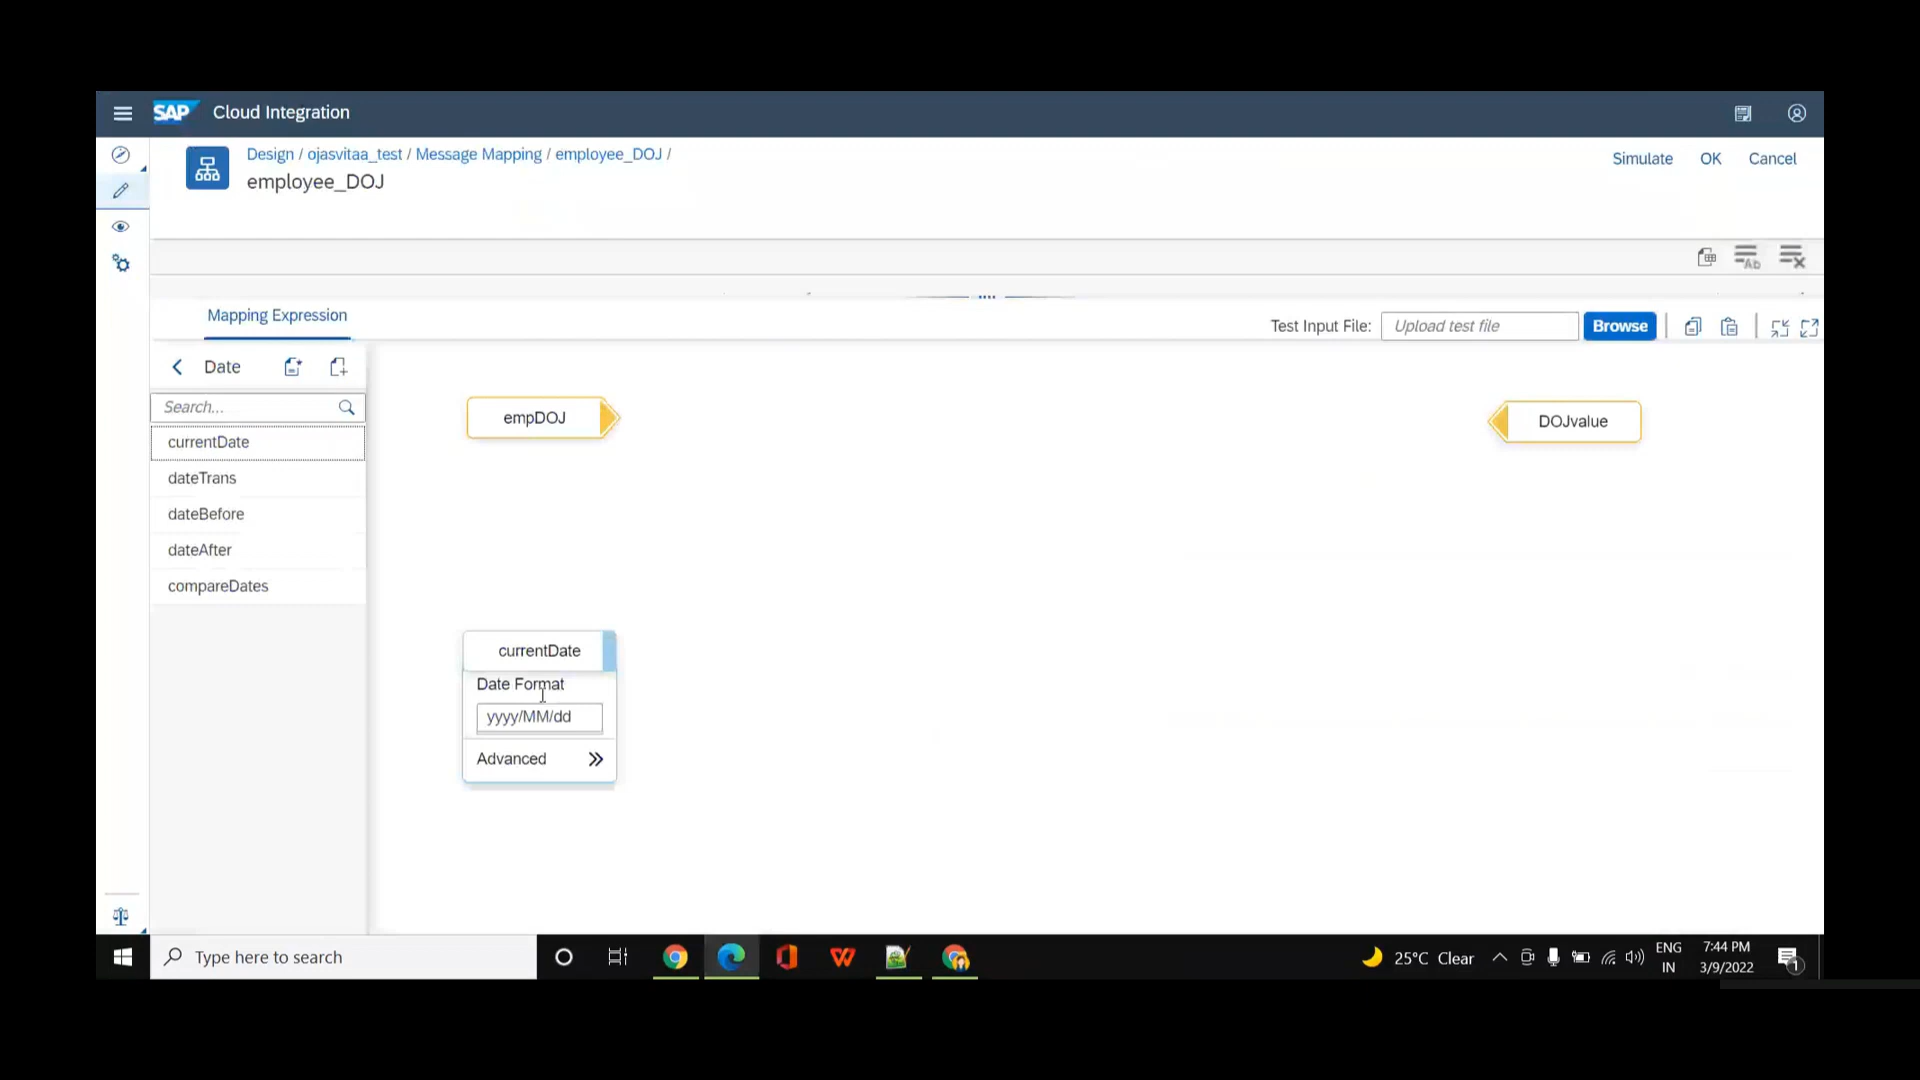 SAP Cloud Integration
Design / ojasvitaa_test / Message Mapping / employee_DOJ /
employee_DOJ
Simulate OK Cancel
Mapping Expression
Test Input File: Upload test file Browse
Date
Search...
currentDate
dateTrans
dateBefore
dateAfter
compareDates
empDOJ
DOJvalue
currentDate
Date Format
yyyy/MM/dd
Advanced
Type here to search
25°C Clear
ENG
IN
7:44 PM
3/9/2022
1